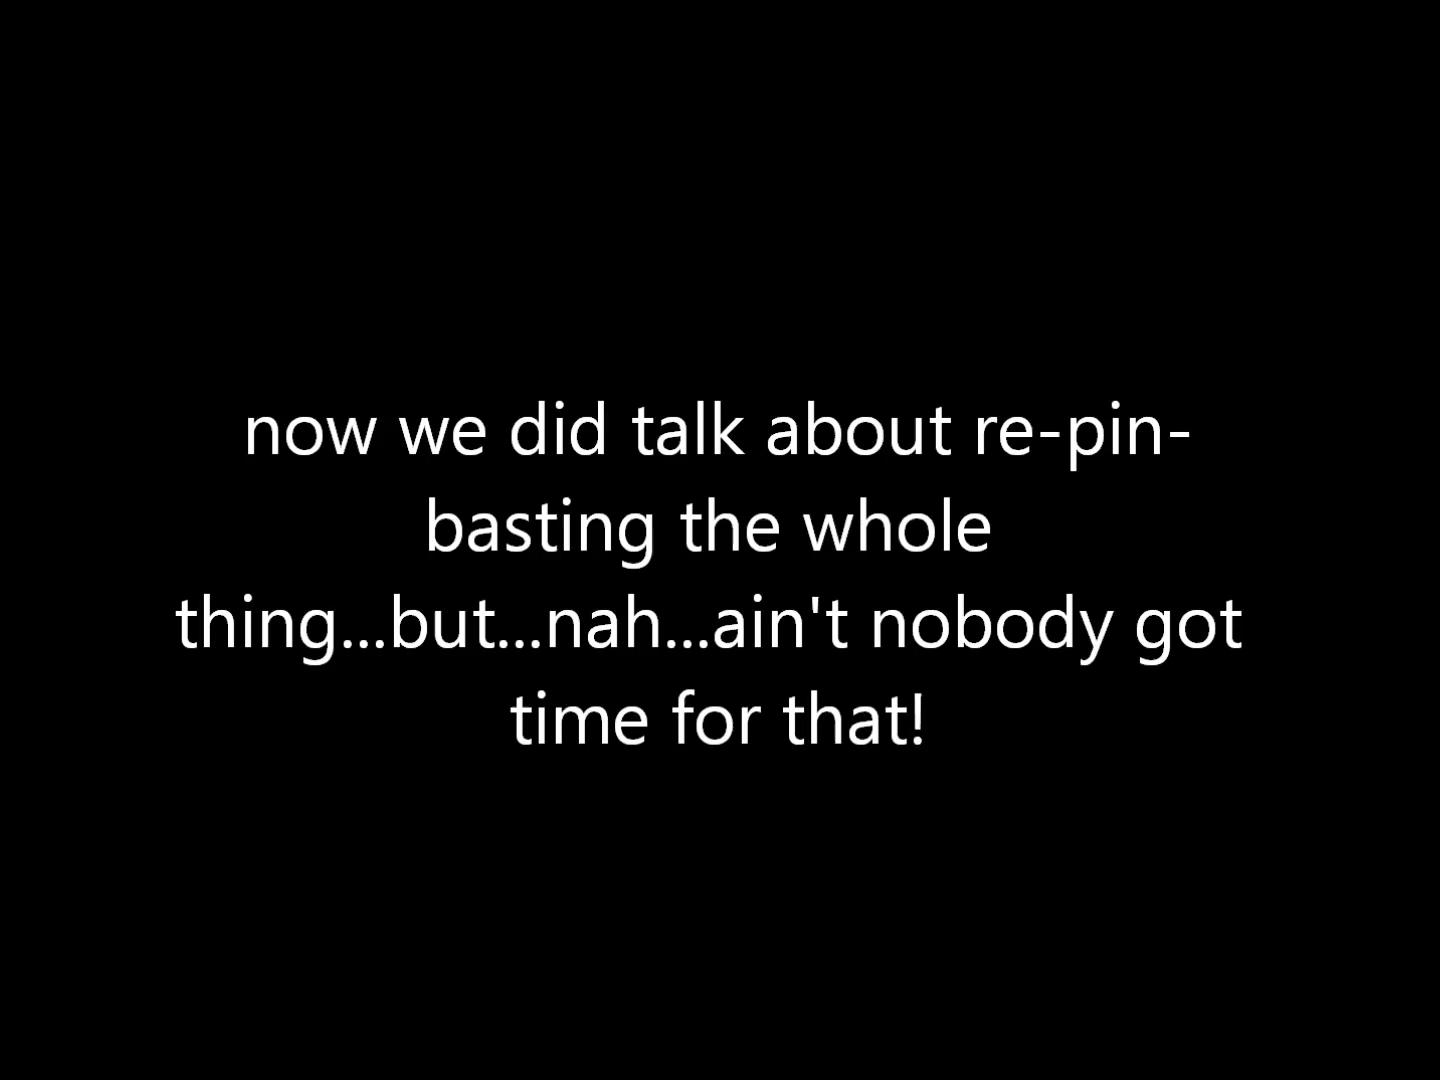 now we did talk about re-pin-
basting the whole
thing...but...nah...ain't nobody got
time for that!